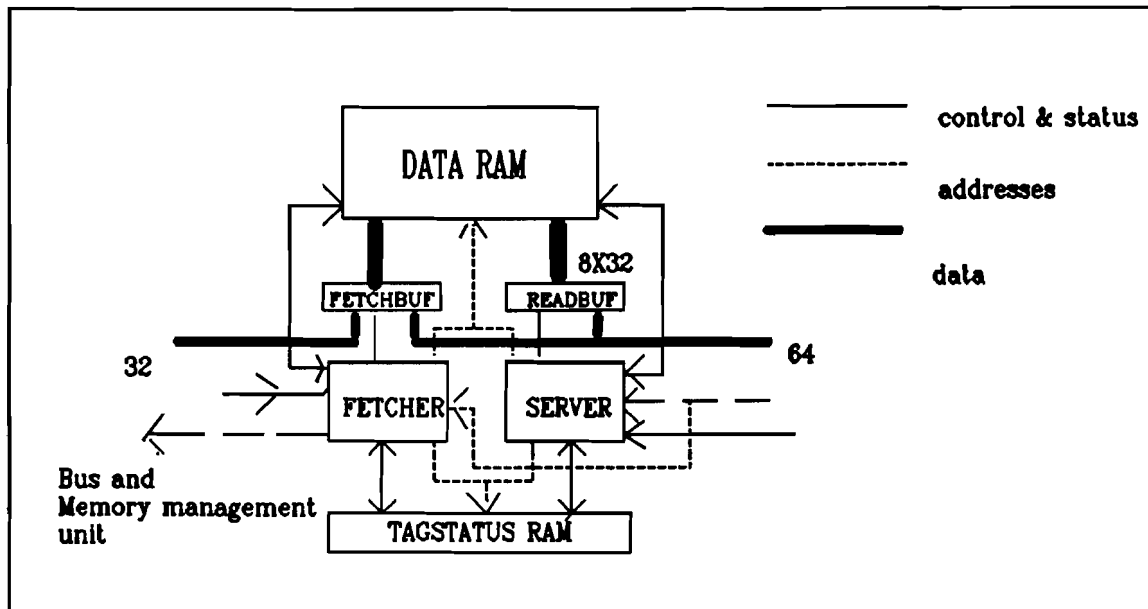 control & status
DATA RAM
addresses
8X32
FETCHBUF
READBUF
data
32
64
FETCHER
SERVER
Bus and
Memory management
unit
TAGSTATUS RAM